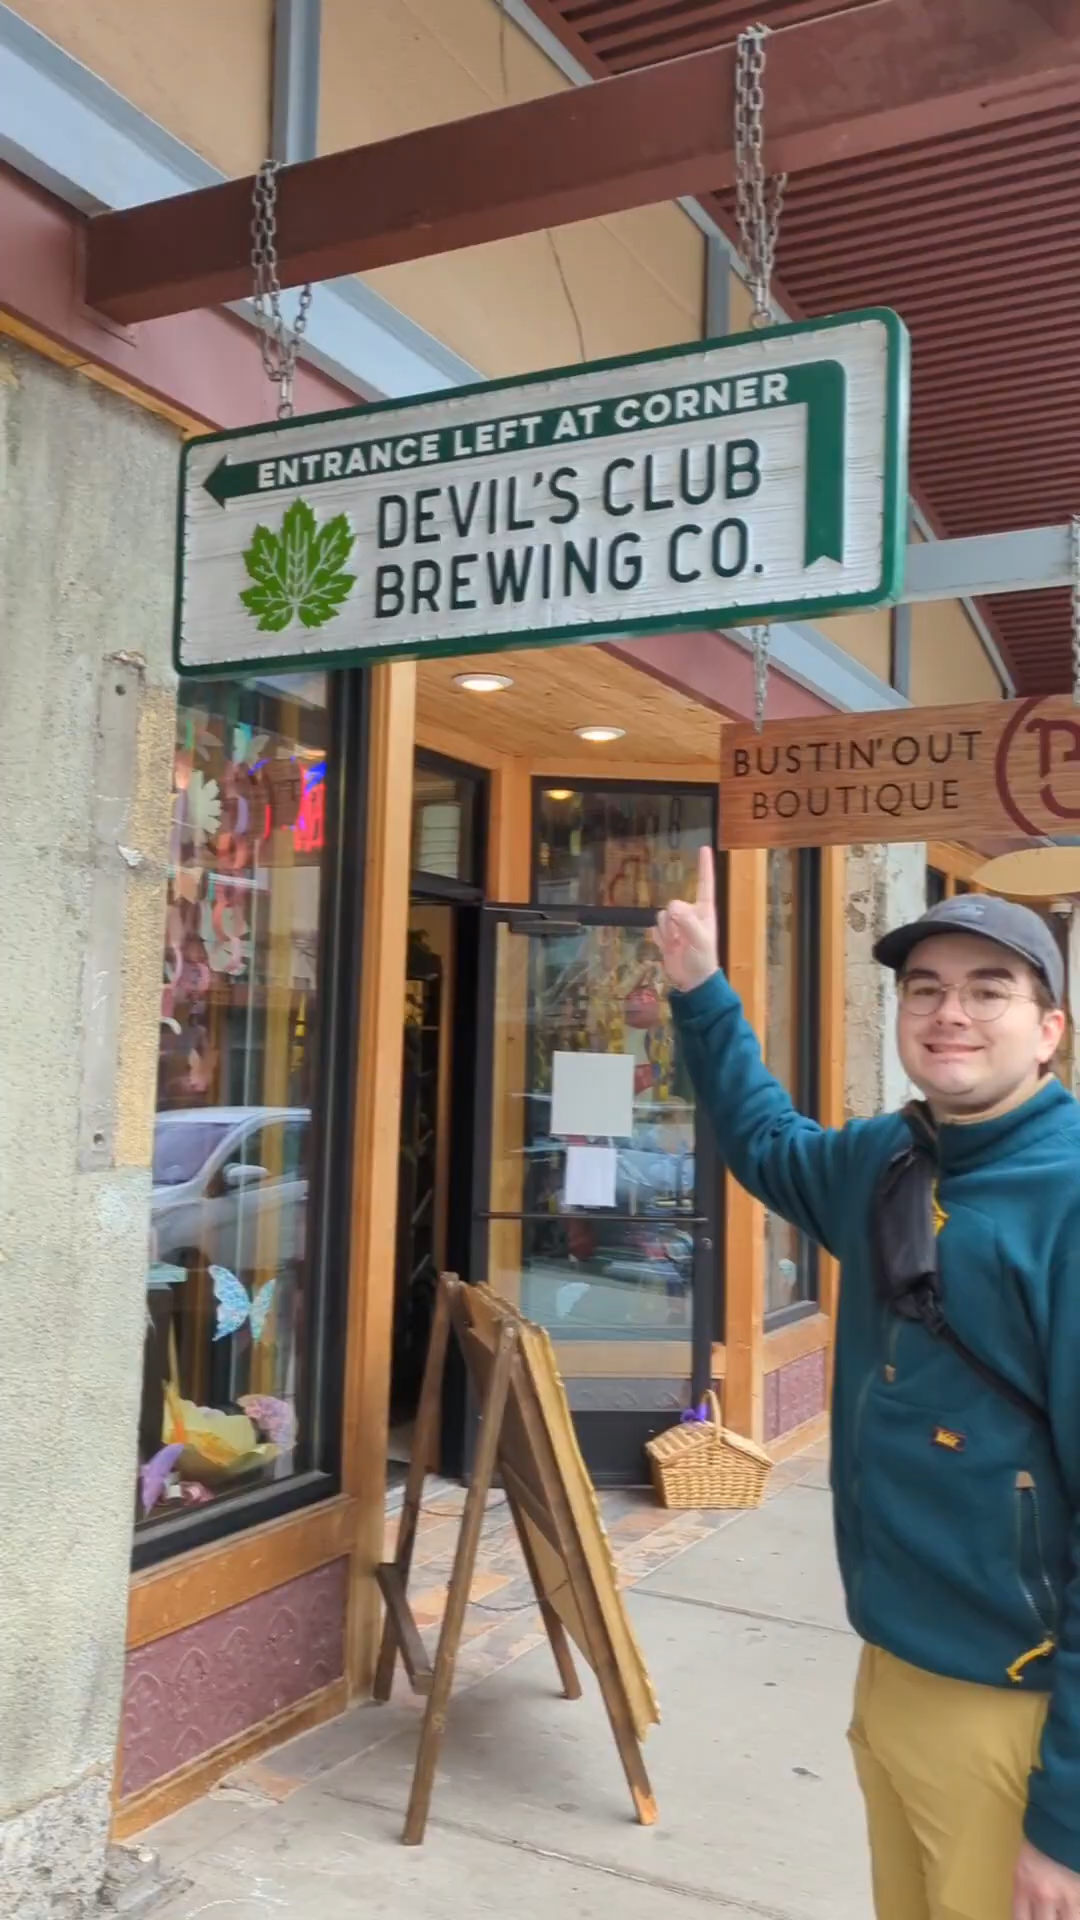 ENTRANCE LEFT AT CORNER
DEVIL'S CLUB
BREWING CO.
BUSTIN' OUT
BOUTIQUE